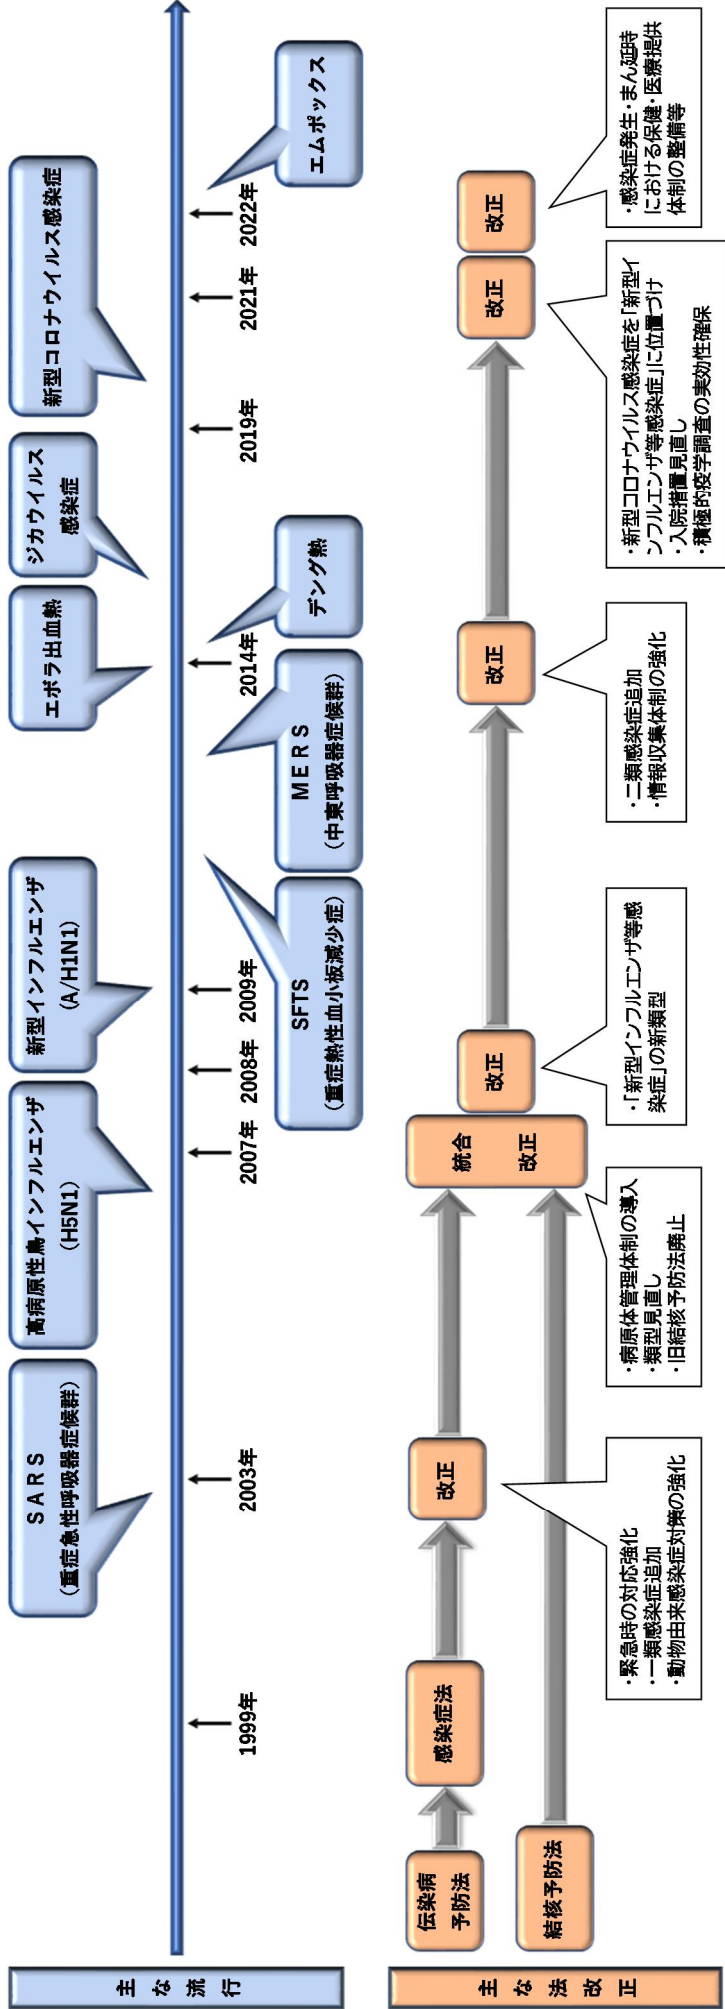 主な流行
SARS
(重症急性呼吸器症候群)
高病原性鳥インフルエンザ
(H5N1)
新型インフルエンザ
(A/H1N1)
エボラ出血熱
ジカウイルス
感染症
新型コロナウイルス感染症
1999年
2003年
2007年
2008年
2009年
2014年
2019年
2021年
2022年
SFTS
(重症熱性血小板減少症)
MERS
(中東呼吸器症候群)
デング熱
エムポックス
主な法改正
伝染病
予防法
感染症法
改正
統合
改正
改正
改正
改正
改正
結核予防法
・緊急時の対応強化
・一類感染症追加
・動物由来感染症対策の強化
・病原体管理体制の導入
・類型見直し
・旧結核予防法廃止
・「新型インフルエンザ等感
染症」の新類型
・二類感染症追加
・情報収集体制の強化
・新型コロナウイルス感染症を「新型イ
ンフルエンザ等感染症」に位置づけ
・入院措置見直し
・積極的疫学調査の実効性確保
・感染症発生・まん延時
における保健・医療提供
体制の整備等